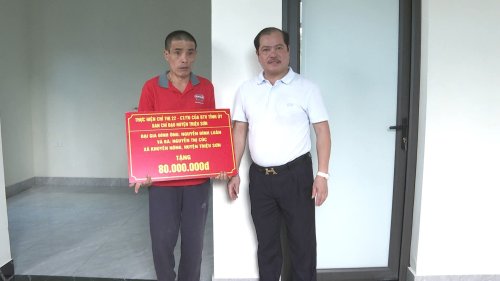 THỰC HIỆN CHỈ THỊ 22 - CT/TU CỦA BTV TỈNH ỦY
BAN CHỈ ĐẠO HUYỆN TRIỆU SƠN
ĐẠI GIA ĐÌNH ÔNG: NGUYỄN ĐÌNH LUÂN
VÀ BÀ: NGUYỄN THỊ CÚC
XÃ KHUYẾN NÔNG, HUYỆN TRIỆU SƠN
TẶNG
80.000.000đ